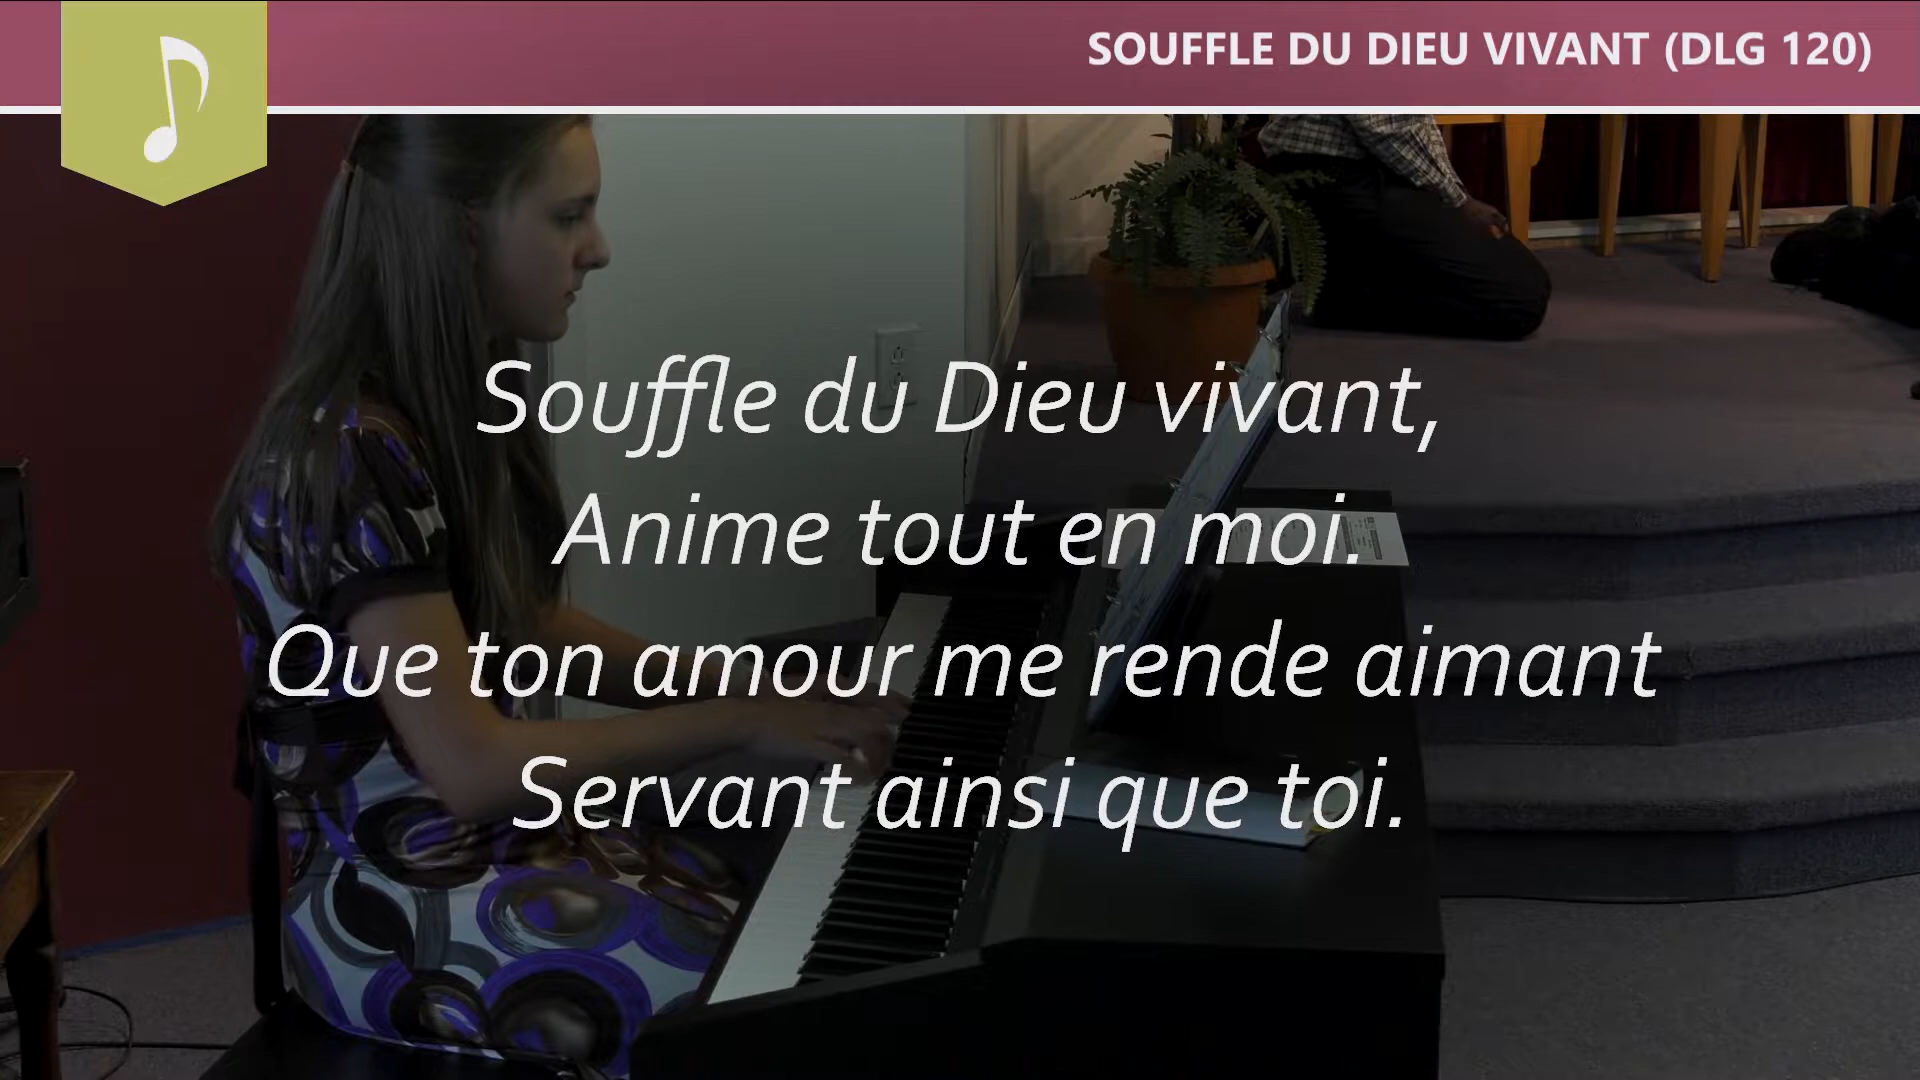 SOUFFLE DU DIEU VIVANT (DLG 120)
Souffle du Dieu vivant,
Anime tout en moi.
Que ton amour me rende aimant
Servant ainsi que toi.